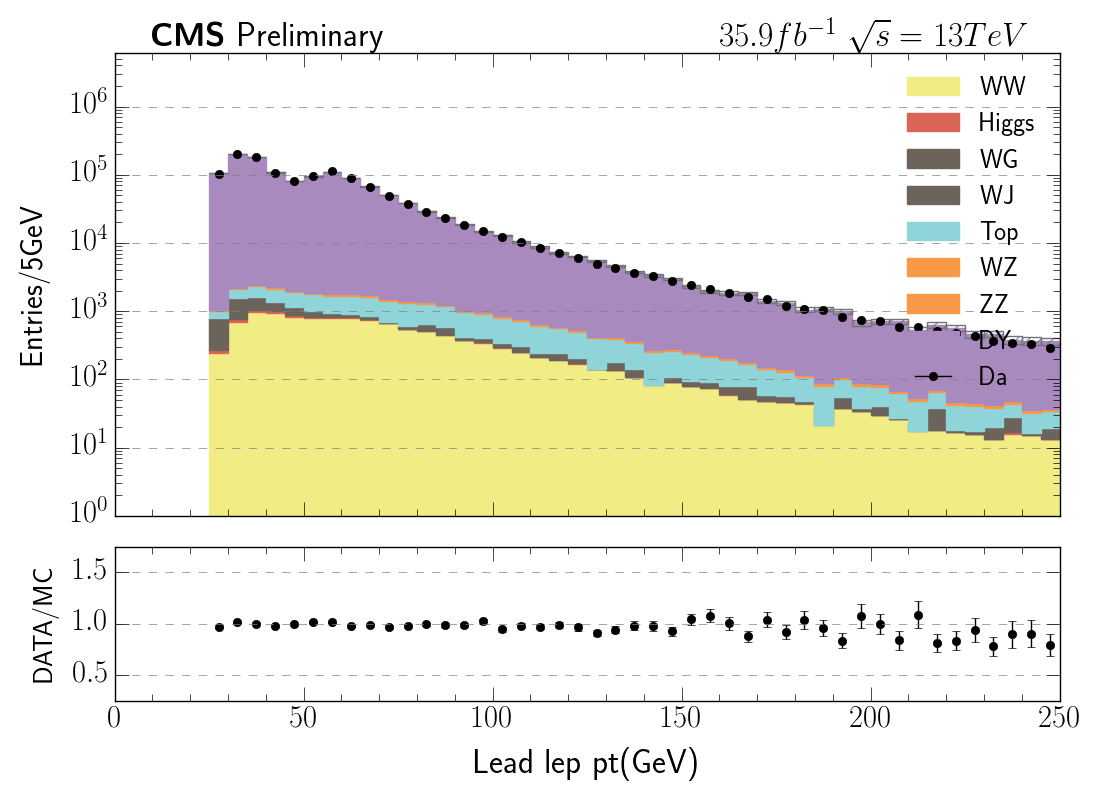 CMS Preliminary 35.9fb⁻¹ √s = 13TeV
WW
Higgs
WG
WJ
Top
WZ
ZZ
DY
Da
Entries/5GeV
10⁶
10⁵
10⁴
10³
10²
10¹
10⁰
DATA/MC
1.5
1.0
0.5
0 50 100 150 200 250
Lead lep pt(GeV)